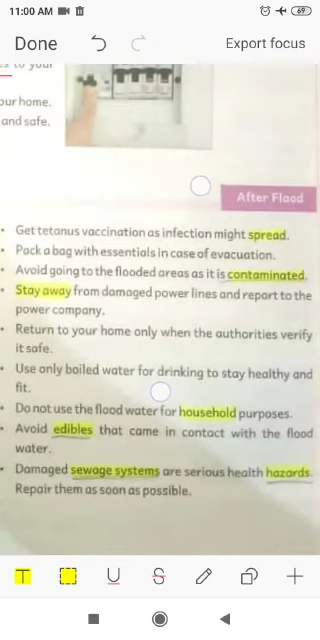 11:00 AM
69
Done
Export focus
to your
our home.
and safe.
After Flood
• Get tetanus vaccination as infection might spread.
• Pack a bag with essentials in case of evacuation.
• Avoid going to the flooded areas as it is contaminated.
• Stay away from damaged power lines and report to the
power company.
• Return to your home only when the authorities verify
it safe.
• Use only boiled water for drinking to stay healthy and
fit.
• Do not use the flood water for household purposes.
• Avoid edibles that came in contact with the flood
water.
• Damaged sewage systems are serious health hazards.
Repair them as soon as possible.
T U S